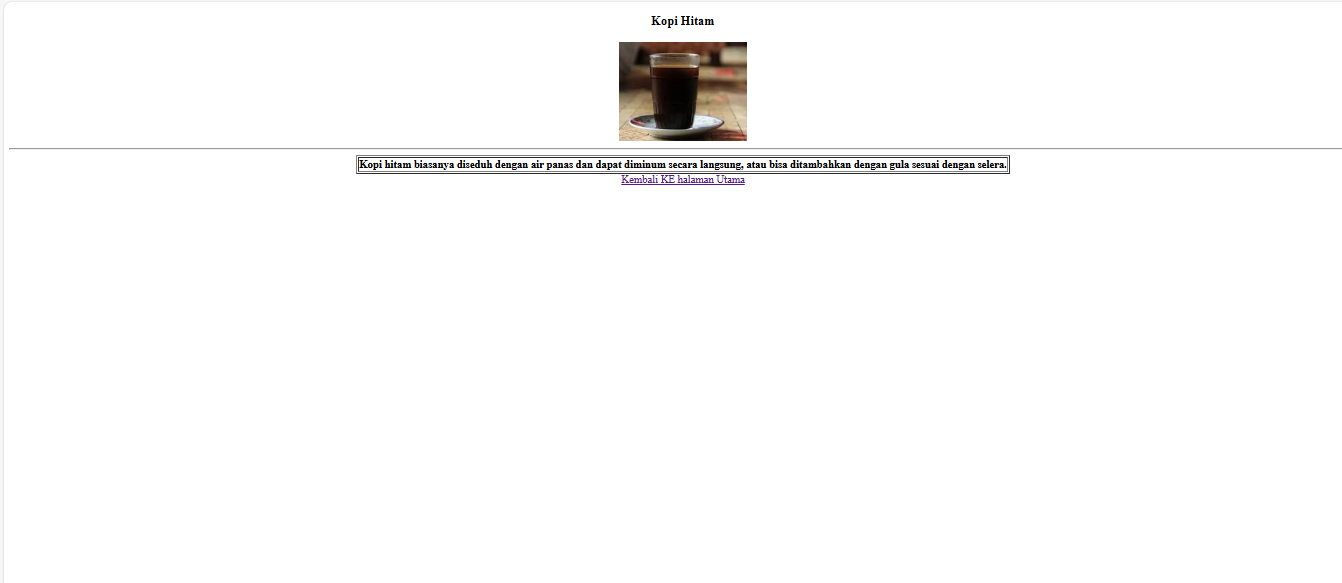 Kopi Hitam
Kopi hitam biasanya diseduh dengan air panas dan dapat diminum secara langsung, atau bisa ditambahkan dengan gula sesuai dengan selera.
Kembali KE halaman Utama